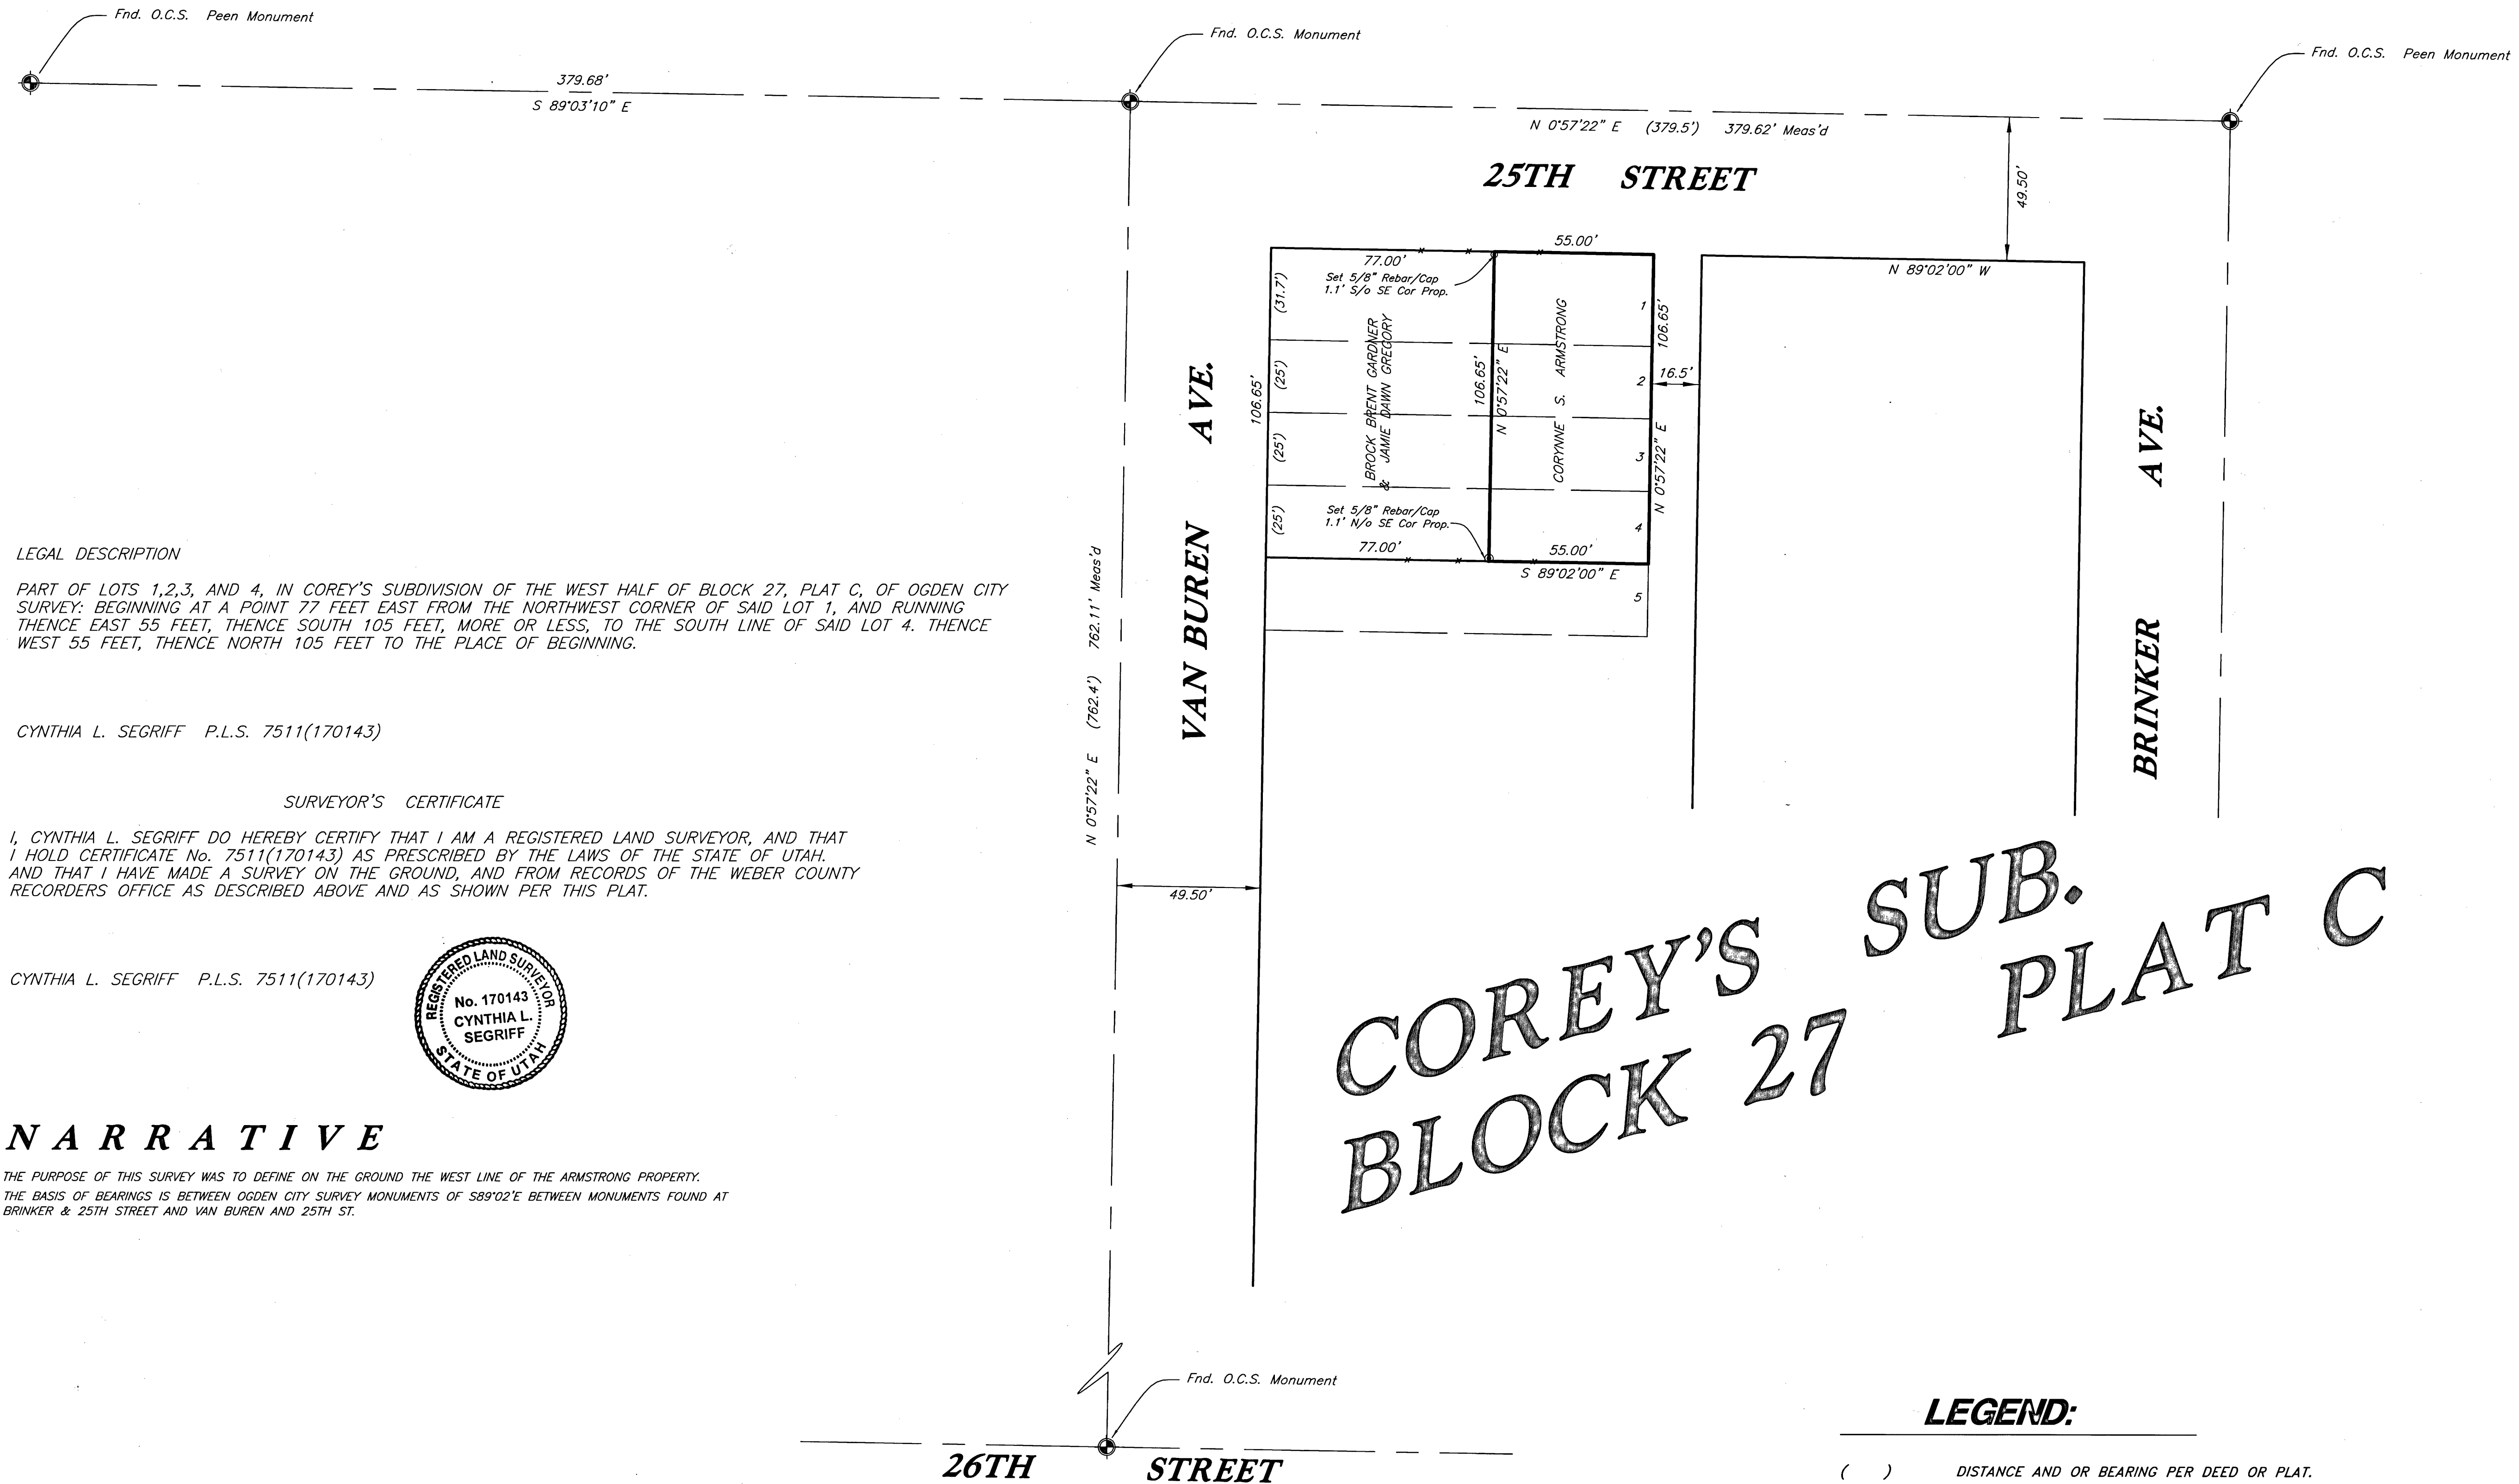 Fnd. O.C.S. Peen Monument
Fnd. O.C.S. Monument
Fnd. O.C.S. Peen Monument
379.68'
S 89°03'10" E
N 0°57'22" E (379.5') 379.62' Meas'd
25TH STREET
49.50'
55.00'
77.00'
Set 5/8" Rebar/Cap
1.1' S/o SE Cor Prop.
N 89°02'00" W
(31.7')
(25')
(25')
(25')
106.65'
BROCK BRENT GARDNER
& JAMIE DAWN GREGORY
106.65'
N 0°57'22" E
CORYNNE S. ARMSTRONG
1
2
3
4
5
106.65'
16.5'
N 0°57'22" E
Set 5/8" Rebar/Cap
1.1' N/o SE Cor Prop.
77.00'
55.00'
S 89°02'00" E
VAN BUREN AVE.
BRINKER AVE.
N 0°57'22" E (762.4') 762.11' Meas'd
49.50'
LEGAL DESCRIPTION
PART OF LOTS 1,2,3, AND 4, IN COREY'S SUBDIVISION OF THE WEST HALF OF BLOCK 27, PLAT C, OF OGDEN CITY
SURVEY: BEGINNING AT A POINT 77 FEET EAST FROM THE NORTHWEST CORNER OF SAID LOT 1, AND RUNNING
THENCE EAST 55 FEET, THENCE SOUTH 105 FEET, MORE OR LESS, TO THE SOUTH LINE OF SAID LOT 4. THENCE
WEST 55 FEET, THENCE NORTH 105 FEET TO THE PLACE OF BEGINNING.
CYNTHIA L. SEGRIFF P.L.S. 7511(170143)
SURVEYOR'S CERTIFICATE
I, CYNTHIA L. SEGRIFF DO HEREBY CERTIFY THAT I AM A REGISTERED LAND SURVEYOR, AND THAT
I HOLD CERTIFICATE No. 7511(170143) AS PRESCRIBED BY THE LAWS OF THE STATE OF UTAH.
AND THAT I HAVE MADE A SURVEY ON THE GROUND, AND FROM RECORDS OF THE WEBER COUNTY
RECORDERS OFFICE AS DESCRIBED ABOVE AND AS SHOWN PER THIS PLAT.
CYNTHIA L. SEGRIFF P.L.S. 7511(170143)
REGISTERED LAND SURVEYOR
No. 170143
CYNTHIA L.
SEGRIFF
STATE OF UTAH
NARRATIVE
THE PURPOSE OF THIS SURVEY WAS TO DEFINE ON THE GROUND THE WEST LINE OF THE ARMSTRONG PROPERTY.
THE BASIS OF BEARINGS IS BETWEEN OGDEN CITY SURVEY MONUMENTS OF S89°02'E BETWEEN MONUMENTS FOUND AT
BRINKER & 25TH STREET AND VAN BUREN AND 25TH ST.
COREY'S SUB.
BLOCK 27 PLAT C
Fnd. O.C.S. Monument
26TH STREET
LEGEND:
( ) DISTANCE AND OR BEARING PER DEED OR PLAT.